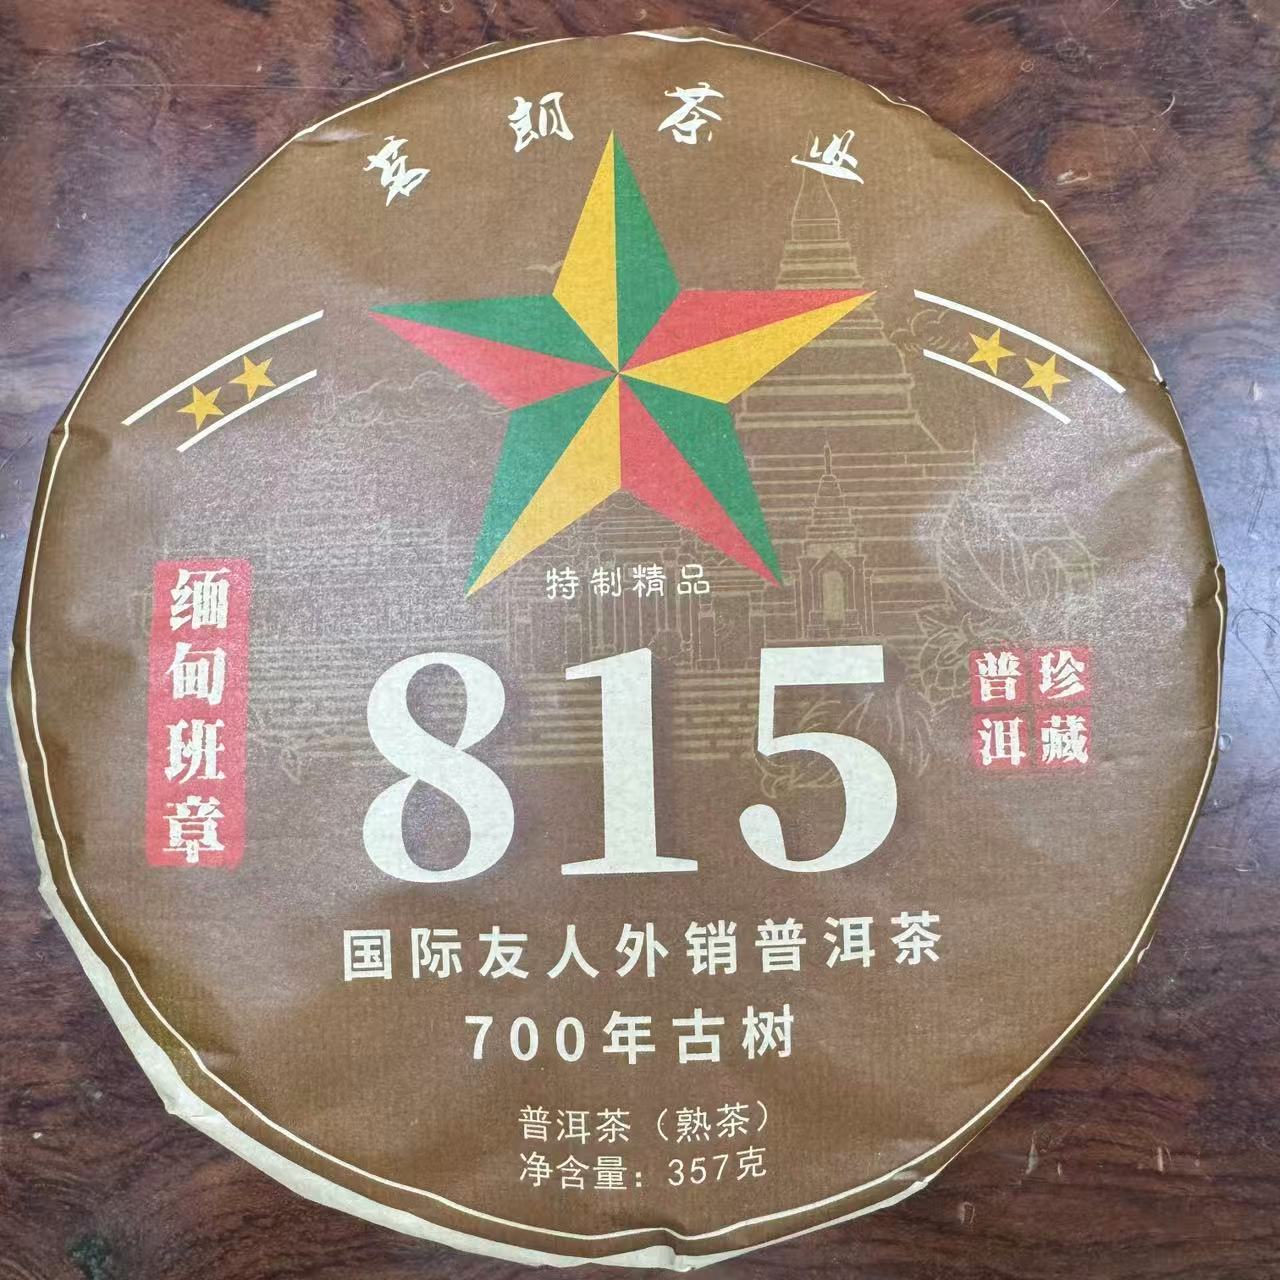 茗朗茶业
特制精品
缅甸班章
815
珍藏
普洱
国际友人外销普洱茶
700年古树
普洱茶（熟茶）
净含量：357克